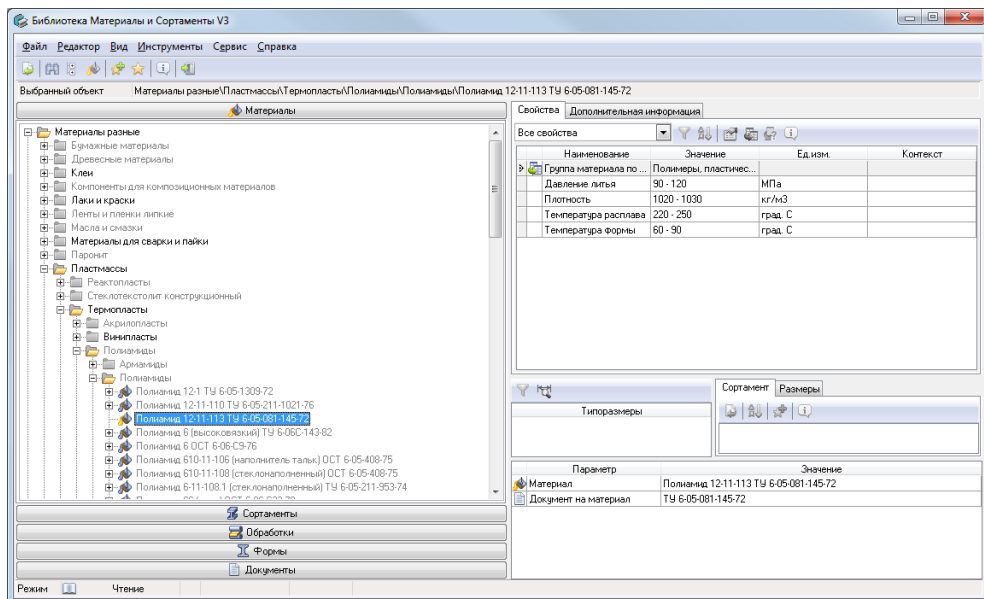 Библиотека Материалы и Сортаменты V3
Файл Редактор Вид Инструменты Сервис Справка
Выбранный объект Материалы разные\Пластмассы\Термопласты\Полиамиды\Полиамиды\Полиамид 12-11-113 ТУ 6-05-081-145-72
Материалы
Материалы разные
Бумажные материалы
Древесные материалы
Клеи
Компоненты для композиционных материалов
Лаки и краски
Ленты и пленки липкие
Масла и смазки
Материалы для сварки и пайки
Паронит
Пластмассы
Реактопласты
Стеклотекстолит конструкционный
Термопласты
Акрилопласты
Винипласты
Полиамиды
Армамиды
Полиамиды
Полиамид 12-1 ТУ 6-05-1309-72
Полиамид 12-11-110 ТУ 6-05-211-1021-76
Полиамид 12-11-113 ТУ 6-05-081-145-72
Полиамид 6 (высоковязкий) ТУ 6-06С-143-82
Полиамид 6 ОСТ 6-06-С9-76
Полиамид 610-11-106 (наполнитель тальк.) ОСТ 6-05-408-75
Полиамид 610-11-108 (стеклонаполненный) ОСТ 6-05-408-75
Полиамид 6-11-108.1 (стеклонаполненный) ТУ 6-05-211-953-74
Сортаменты
Обработки
Формы
Документы
Режим Чтение
Свойства Дополнительная информация
Все свойства
Наименование Значение Ед.изм. Контекст
Группа материала по ... Полимеры, пластичес...
Давление литья 90 - 120 МПа
Плотность 1020 - 1030 кг/м3
Температура расплава 220 - 250 град. С
Температура формы 60 - 90 град. С
Типоразмеры
Сортамент Размеры
Параметр Значение
Материал Полиамид 12-11-113 ТУ 6-05-081-145-72
Документ на материал ТУ 6-05-081-145-72